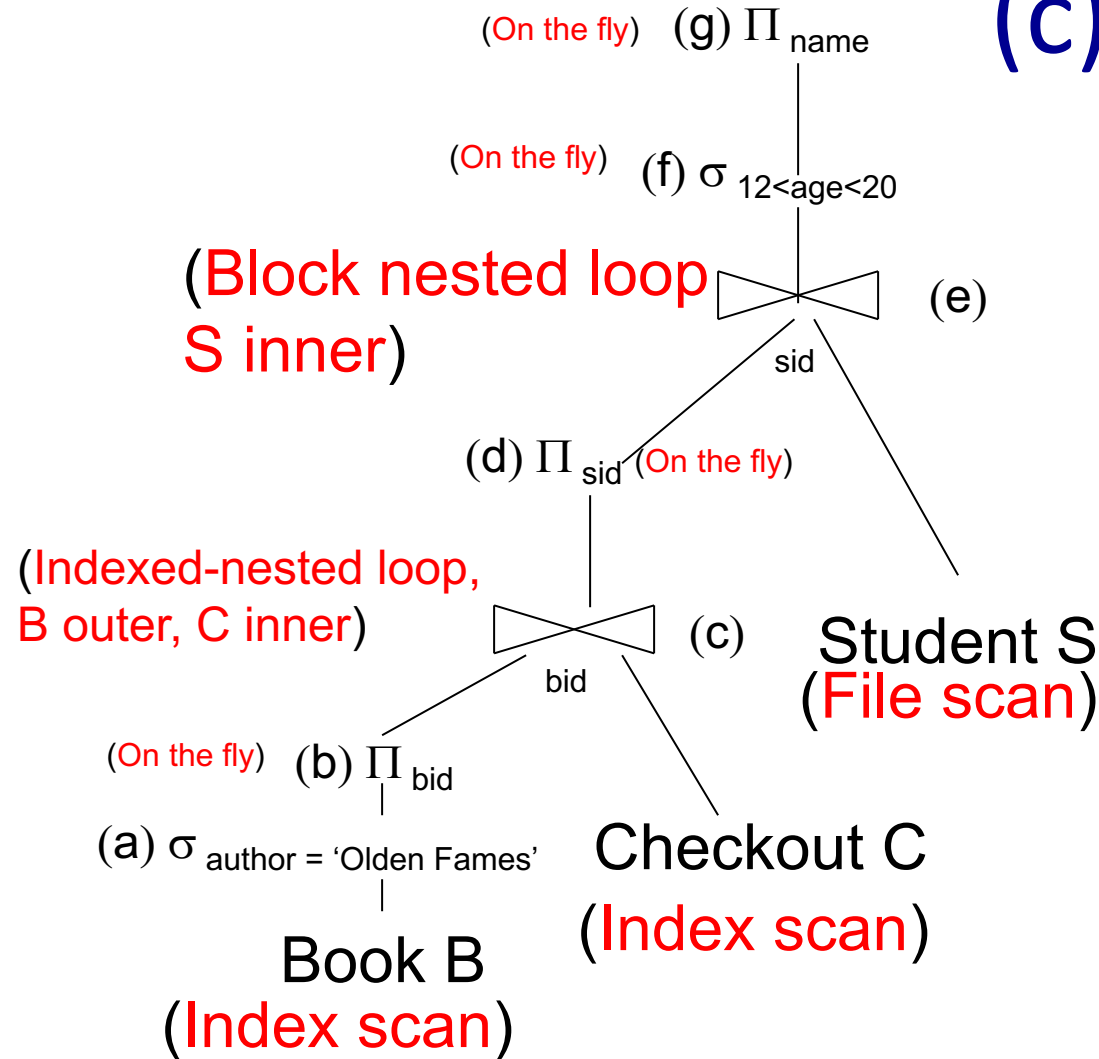 (c)
(On the fly) (g) Π name
(On the fly) (f) σ 12<age<20
(Block nested loop
S inner)
(e)
sid
(d) Π sid (On the fly)
(Indexed-nested loop,
B outer, C inner)
(c)
bid
Student S
(File scan)
(On the fly) (b) Π bid
(a) σ author = ‘Olden Fames’
Checkout C
(Index scan)
Book B
(Index scan)